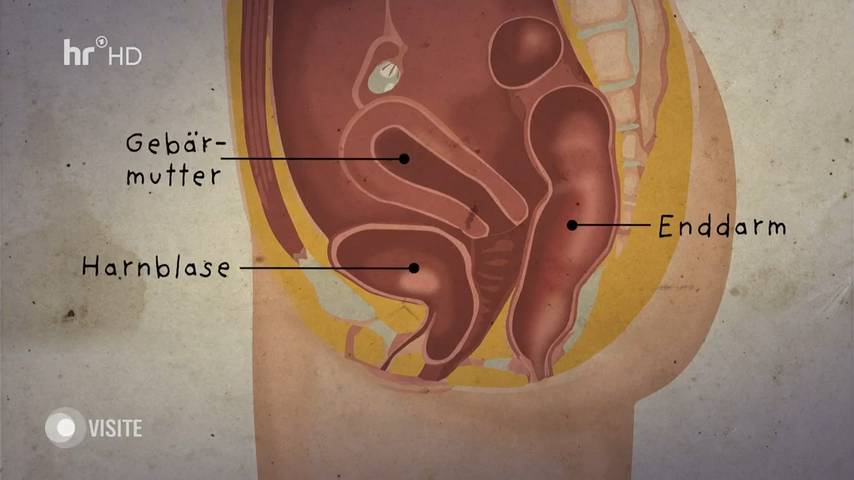 hr HD
Gebär-
mutter
Enddarm
Harnblase
VISITE